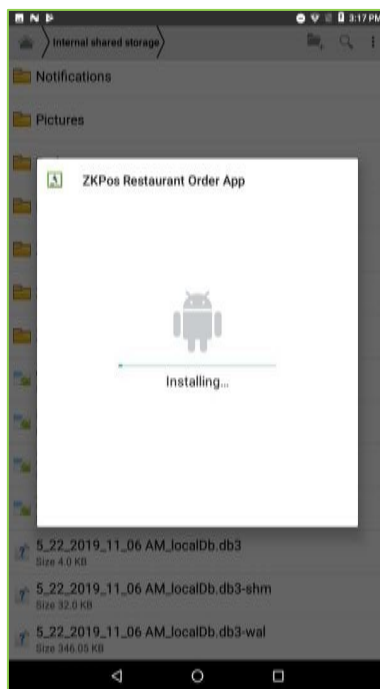 3:17 PM
Internal shared storage
Notifications
Pictures
ZKPos Restaurant Order App
Installing...
5_22_2019_11_06 AM_localDb.db3
Size 4.0 KB
5_22_2019_11_06 AM_localDb.db3-shm
Size 32.0 KB
5_22_2019_11_06 AM_localDb.db3-wal
Size 346.05 KB